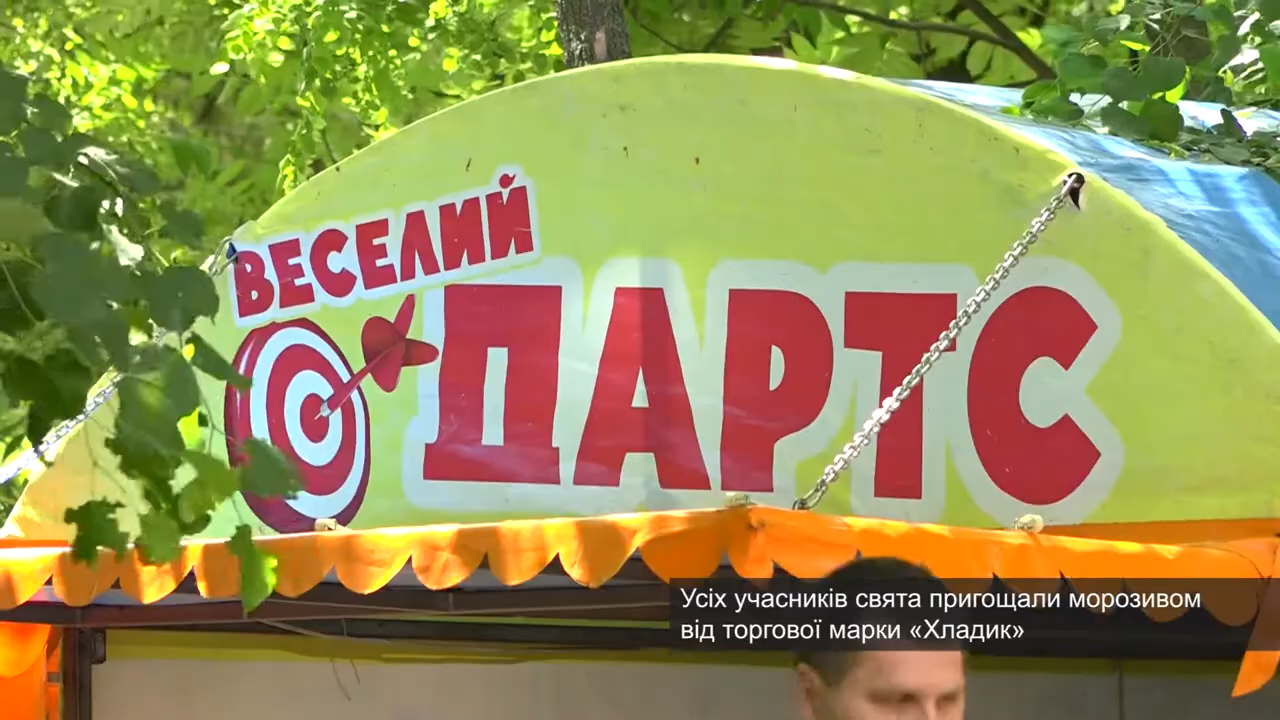 ВЕСЕЛИЙ
ДАРТС
Усіх учасників свята пригощали морозивом
від торгової марки «Хладик»